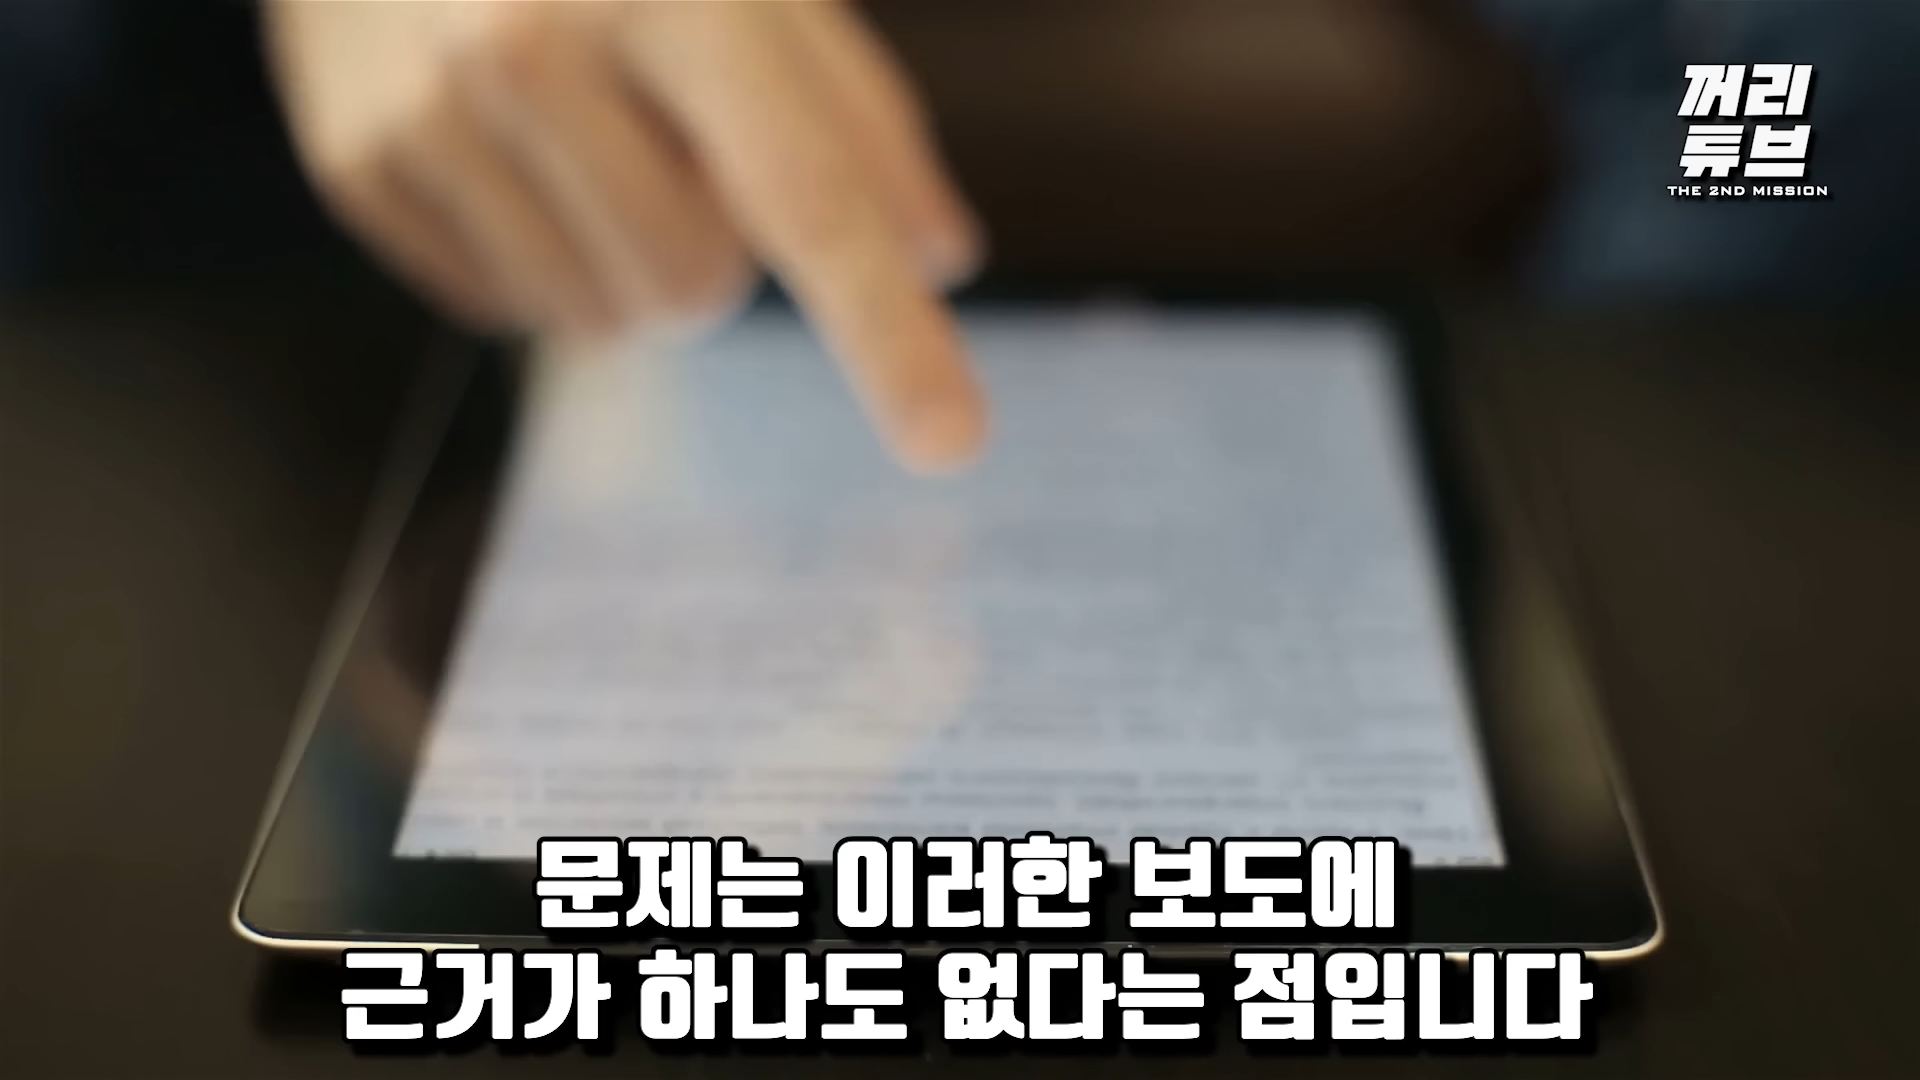 꺼리
튜브
THE 2ND MISSION
문제는 이러한 보도에
근거가 하나도 없다는 점입니다